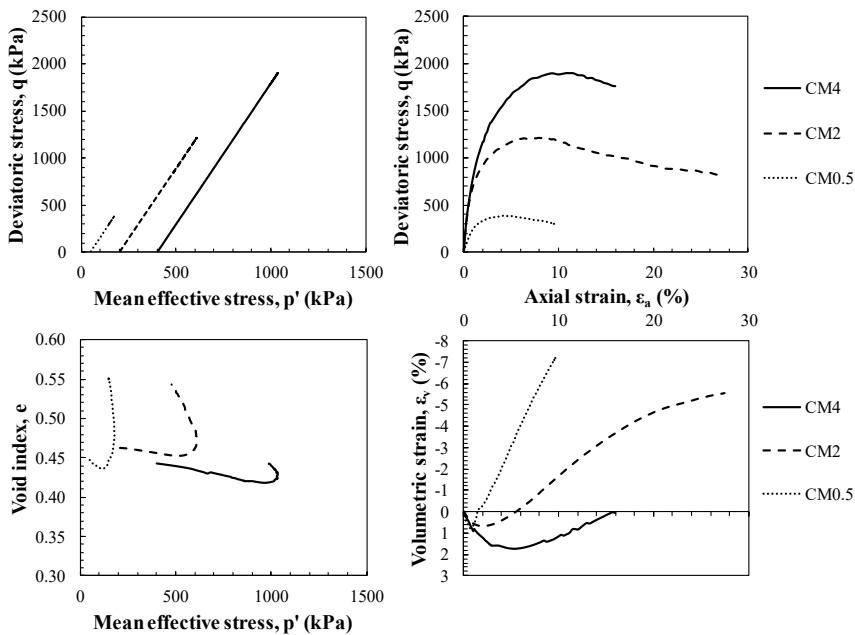 2500
2000
1500
1000
500
0
Deviatoric stress, q (kPa)
0 500 1000 1500
Mean effective stress, p' (kPa)
2500
2000
1500
1000
500
0
Deviatoric stress, q (kPa)
0 10 20 30
Axial strain, εa (%)
CM4
CM2
CM0.5
0.60
0.55
0.50
0.45
0.40
0.35
0.30
Void index, e
0 500 1000 1500
Mean effective stress, p' (kPa)
0 10 20 30
-8
-7
-6
-5
-4
-3
-2
-1
0
1
2
3
Volumetric strain, εv (%)
CM4
CM2
CM0.5